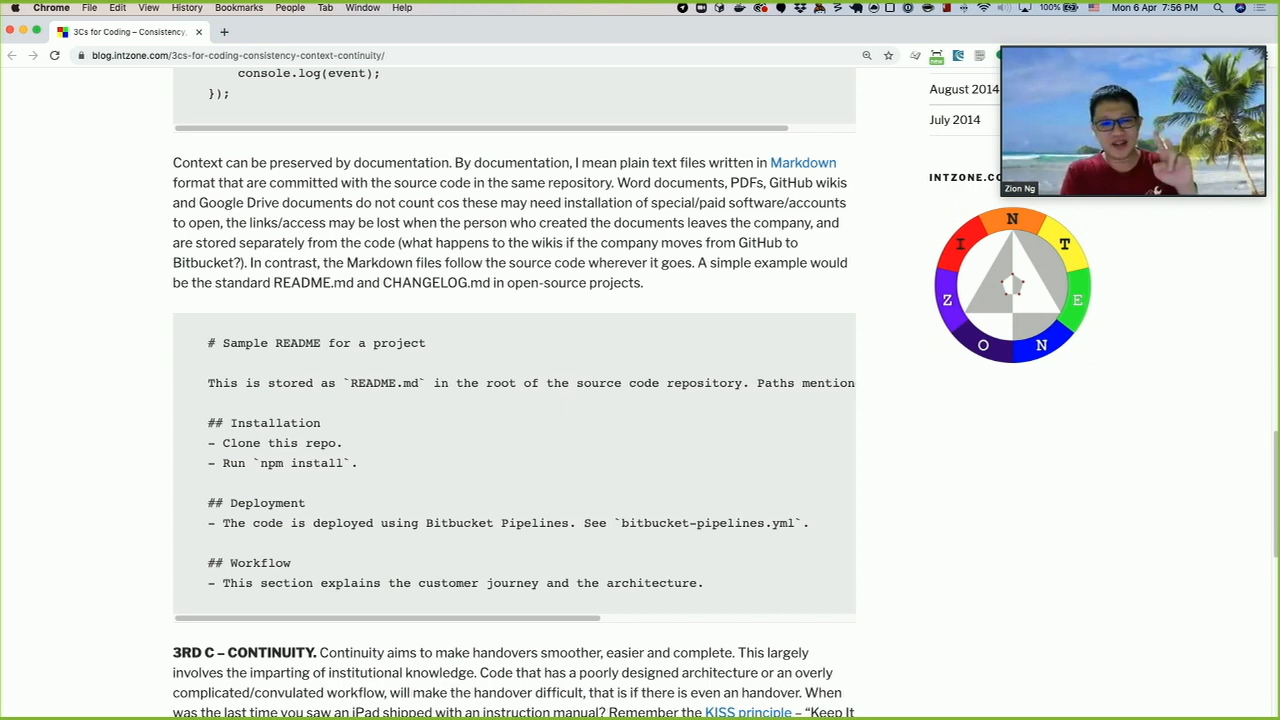 Chrome File Edit View History Bookmarks People Tab Window Help
100% Mon 6 Apr 7:56 PM
3Cs for Coding – Consistency,
blog.intzone.com/3cs-for-coding-consistency-context-continuity/
new
console.log(event);
});
Context can be preserved by documentation. By documentation, I mean plain text files written in Markdown
format that are committed with the source code in the same repository. Word documents, PDFs, GitHub wikis
and Google Drive documents do not count cos these may need installation of special/paid software/accounts
to open, the links/access may be lost when the person who created the documents leaves the company, and
are stored separately from the code (what happens to the wikis if the company moves from GitHub to
Bitbucket?). In contrast, the Markdown files follow the source code wherever it goes. A simple example would
be the standard README.md and CHANGELOG.md in open-source projects.
# Sample README for a project
This is stored as `README.md` in the root of the source code repository. Paths mention
## Installation
- Clone this repo.
- Run `npm install`.
## Deployment
- The code is deployed using Bitbucket Pipelines. See `bitbucket-pipelines.yml`.
## Workflow
- This section explains the customer journey and the architecture.
3RD C – CONTINUITY. Continuity aims to make handovers smoother, easier and complete. This largely
involves the imparting of institutional knowledge. Code that has a poorly designed architecture or an overly
complicated/convulated workflow, will make the handover difficult, that is if there is even an handover. When
was the last time you saw an iPad shipped with an instruction manual? Remember the KISS principle – “Keep It
August 2014
July 2014
INTZONE.CO
Zion Ng
I N T Z E O N